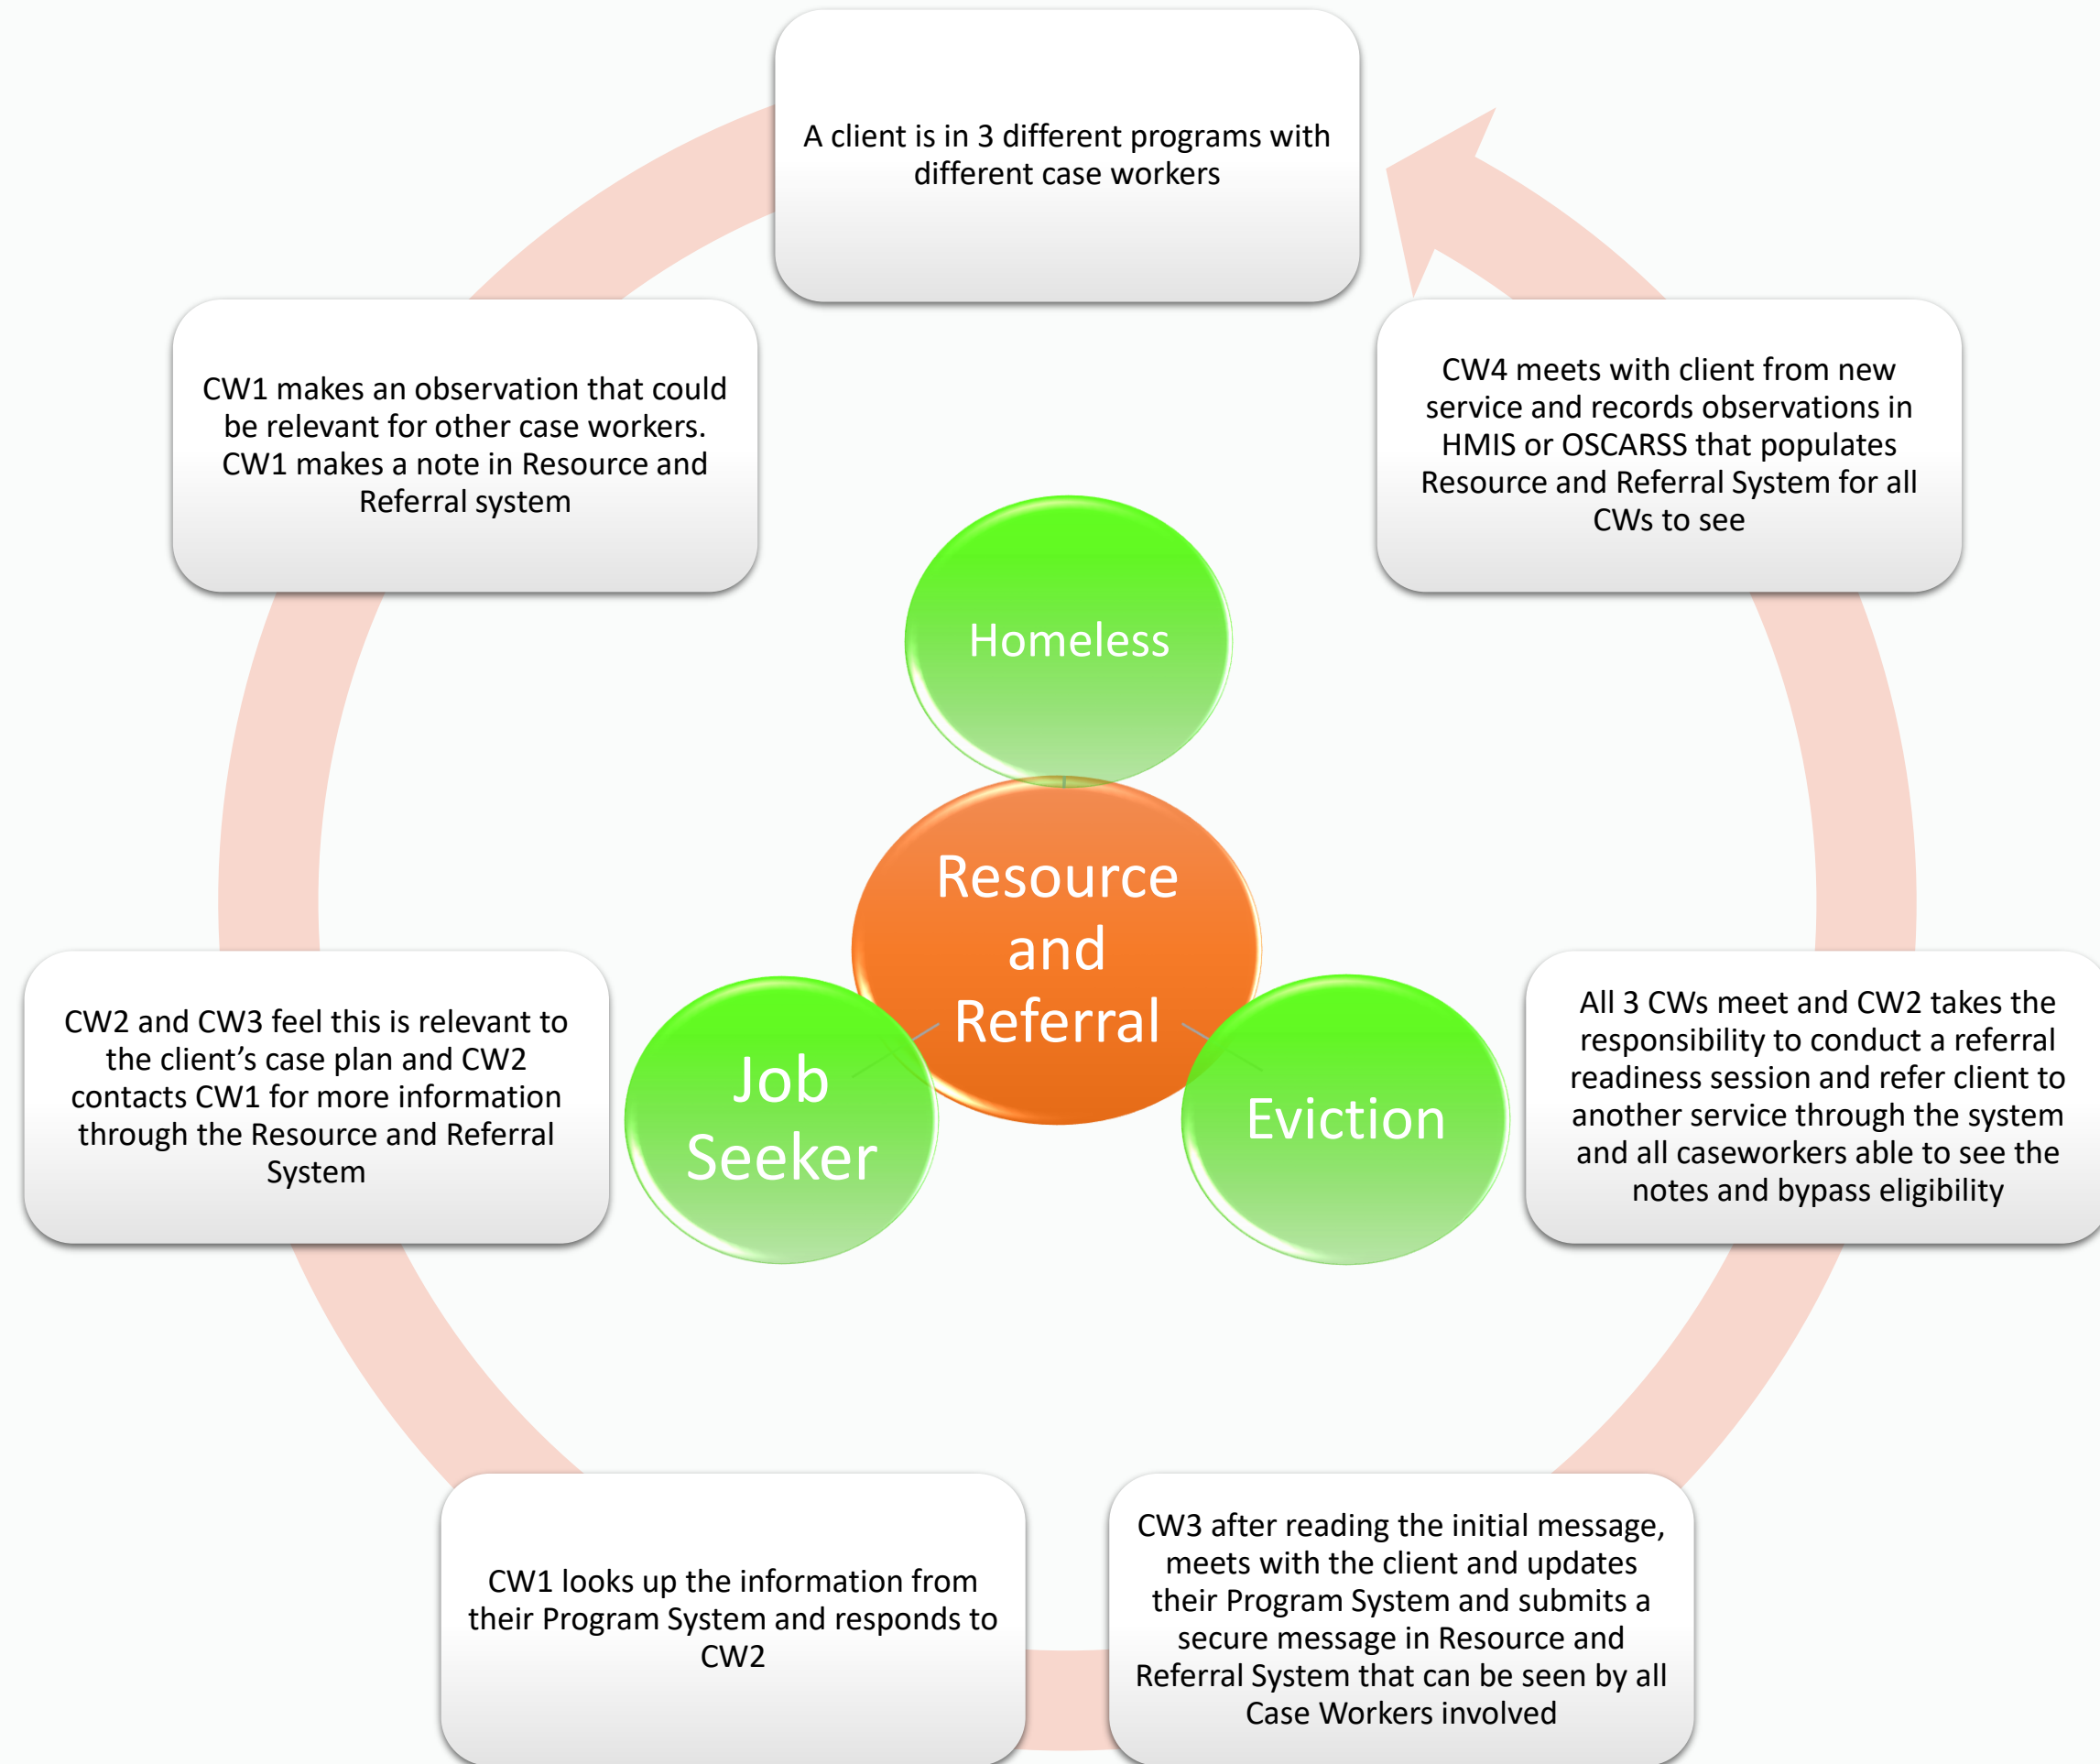 A client is in 3 different programs with
different case workers
CW1 makes an observation that could
be relevant for other case workers.
CW1 makes a note in Resource and
Referral system
CW2 and CW3 feel this is relevant to
the client’s case plan and CW2
contacts CW1 for more information
through the Resource and Referral
System
CW1 looks up the information from
their Program System and responds to
CW2
CW3 after reading the initial message,
meets with the client and updates
their Program System and submits a
secure message in Resource and
Referral System that can be seen by all
Case Workers involved
All 3 CWs meet and CW2 takes the
responsibility to conduct a referral
readiness session and refer client to
another service through the system
and all caseworkers able to see the
notes and bypass eligibility
CW4 meets with client from new
service and records observations in
HMIS or OSCARSS that populates
Resource and Referral System for all
CWs to see
Homeless
Resource
and
Referral
Job
Seeker
Eviction